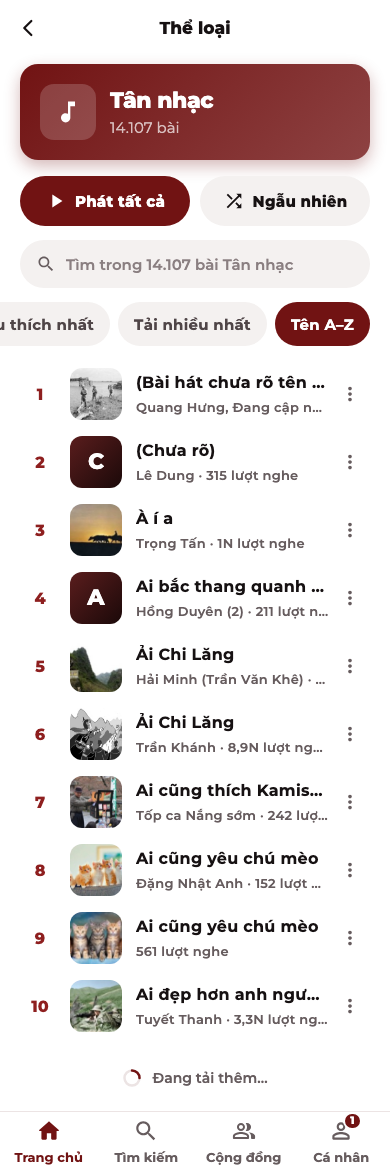 Thể loại
Tân nhạc
14.107 bài
Phát tất cả
Ngẫu nhiên
Tìm trong 14.107 bài Tân nhạc
thích nhất
Tải nhiều nhất
Tên A–Z
1
(Bài hát chưa rõ tên ...
Quang Hưng, Đang cập n...
2
C
(Chưa rõ)
Lê Dung · 315 lượt nghe
3
À í a
Trọng Tấn · 1N lượt nghe
4
A
Ai bắc thang quanh ...
Hồng Duyên (2) · 211 lượt n...
5
Ải Chi Lăng
Hải Minh (Trần Văn Khê) · ...
6
Ải Chi Lăng
Trần Khánh · 8,9N lượt ng...
7
Ai cũng thích Kamis...
Tốp ca Nắng sớm · 242 lượ...
8
Ai cũng yêu chú mèo
Đặng Nhật Anh · 152 lượt ...
9
Ai cũng yêu chú mèo
561 lượt nghe
10
Ai đẹp hơn anh ngư...
Tuyết Thanh · 3,3N lượt ng...
Đang tải thêm...
Trang chủ
Tìm kiếm
Cộng đồng
1
Cá nhân